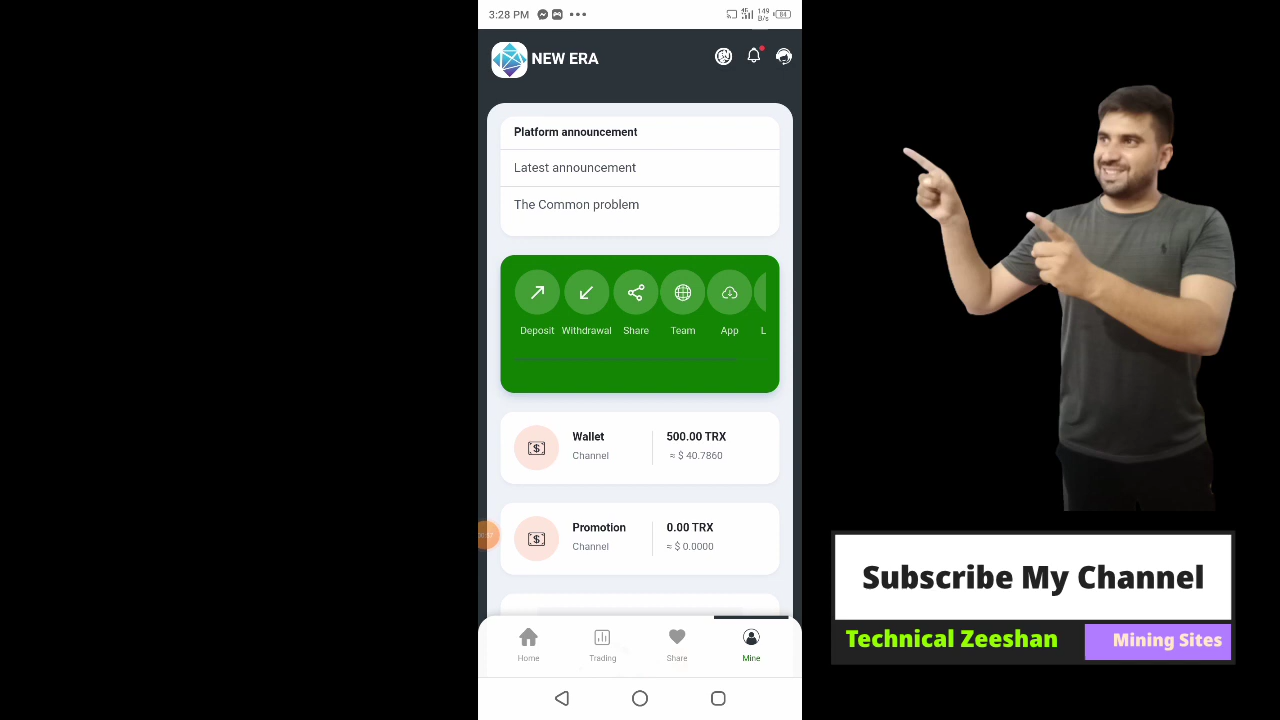 3:28 PM
149
B/s
84
NEW ERA
Platform announcement
Latest announcement
The Common problem
Deposit Withdrawal Share Team App L
Wallet 500.00 TRX
Channel ≈ $ 40.7860
Promotion 0.00 TRX
Channel ≈ $ 0.0000
Home Trading Share Mine
Subscribe My Channel
Technical Zeeshan Mining Sites